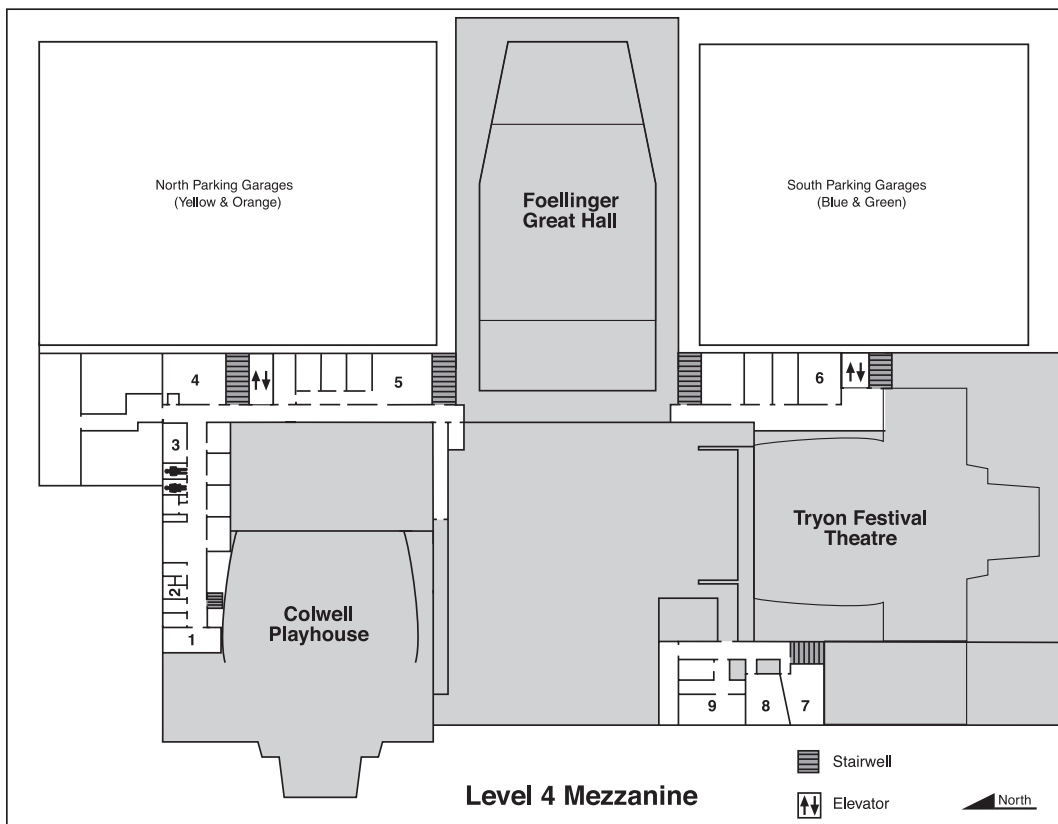 North Parking Garages
(Yellow & Orange)
Foellinger
Great Hall
South Parking Garages
(Blue & Green)
4
5
6
3
2
1
Tryon Festival
Theatre
Colwell
Playhouse
9
8
7
Level 4 Mezzanine
Stairwell
Elevator
North